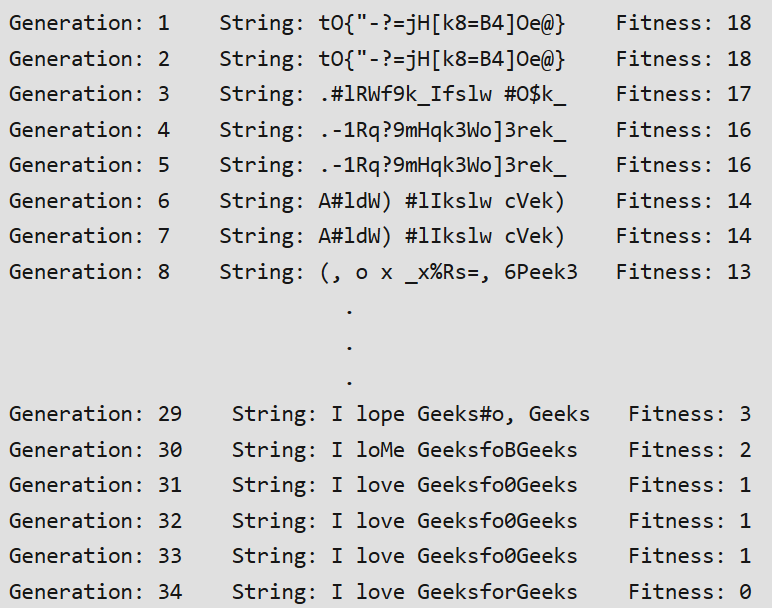 Generation: 1    String: tO{"-?=jH[k8=B4]Oe@}    Fitness: 18
Generation: 2    String: tO{"-?=jH[k8=B4]Oe@}    Fitness: 18
Generation: 3    String: .#lRWf9k_Ifslw #O$k_    Fitness: 17
Generation: 4    String: .-1Rq?9mHqk3Wo]3rek_    Fitness: 16
Generation: 5    String: .-1Rq?9mHqk3Wo]3rek_    Fitness: 16
Generation: 6    String: A#ldW) #lIkslw cVek)    Fitness: 14
Generation: 7    String: A#ldW) #lIkslw cVek)    Fitness: 14
Generation: 8    String: (, o x _x%Rs=, 6Peek3   Fitness: 13
.
.
.
Generation: 29    String: I lope Geeks#o, Geeks   Fitness: 3
Generation: 30    String: I loMe GeeksfoBGeeks    Fitness: 2
Generation: 31    String: I love Geeksfo0Geeks    Fitness: 1
Generation: 32    String: I love Geeksfo0Geeks    Fitness: 1
Generation: 33    String: I love Geeksfo0Geeks    Fitness: 1
Generation: 34    String: I love GeeksforGeeks    Fitness: 0